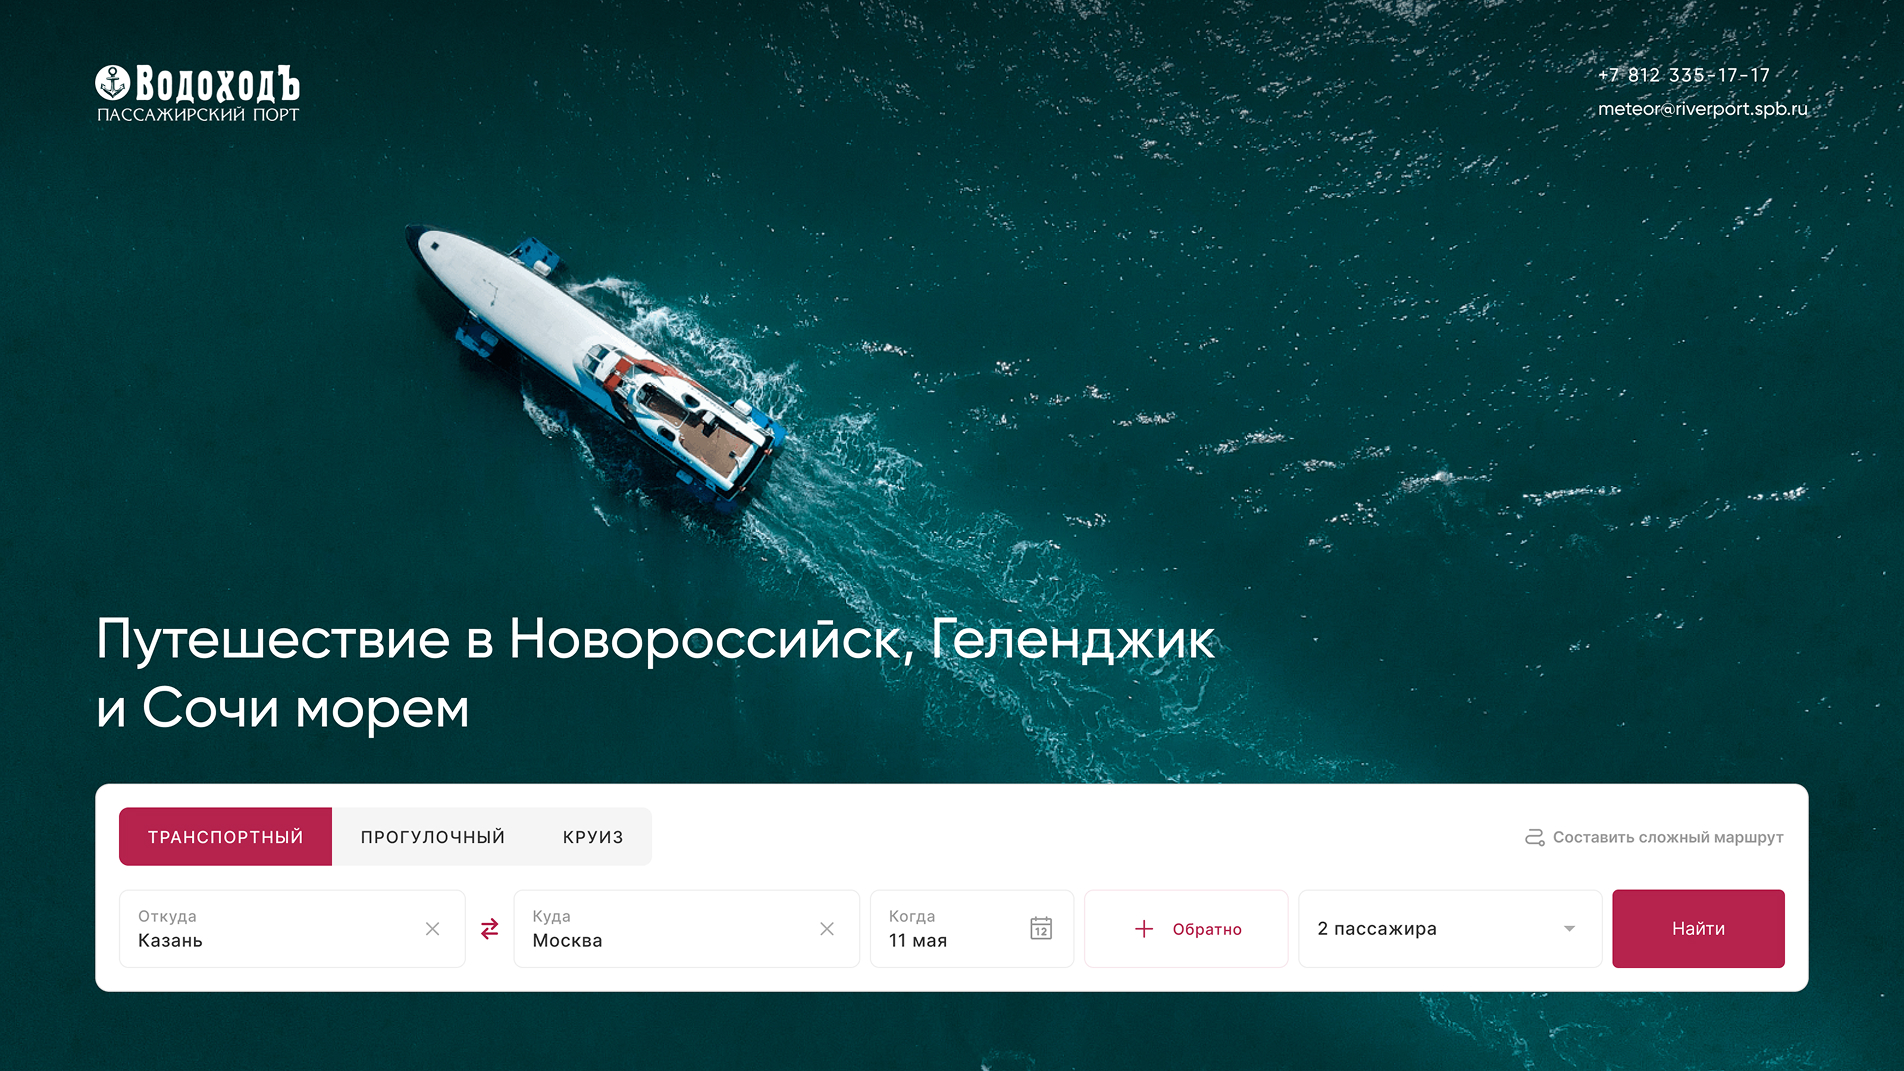 ВодоходЪ
ПАССАЖИРСКИЙ ПОРТ
+7 812 335-17-17
meteor@riverport.spb.ru
Путешествие в Новороссийск, Геленджик
и Сочи морем
ТРАНСПОРТНЫЙ
ПРОГУЛОЧНЫЙ
КРУИЗ
Составить сложный маршрут
Откуда
Казань
Куда
Москва
Когда
11 мая
12
Обратно
2 пассажира
Найти